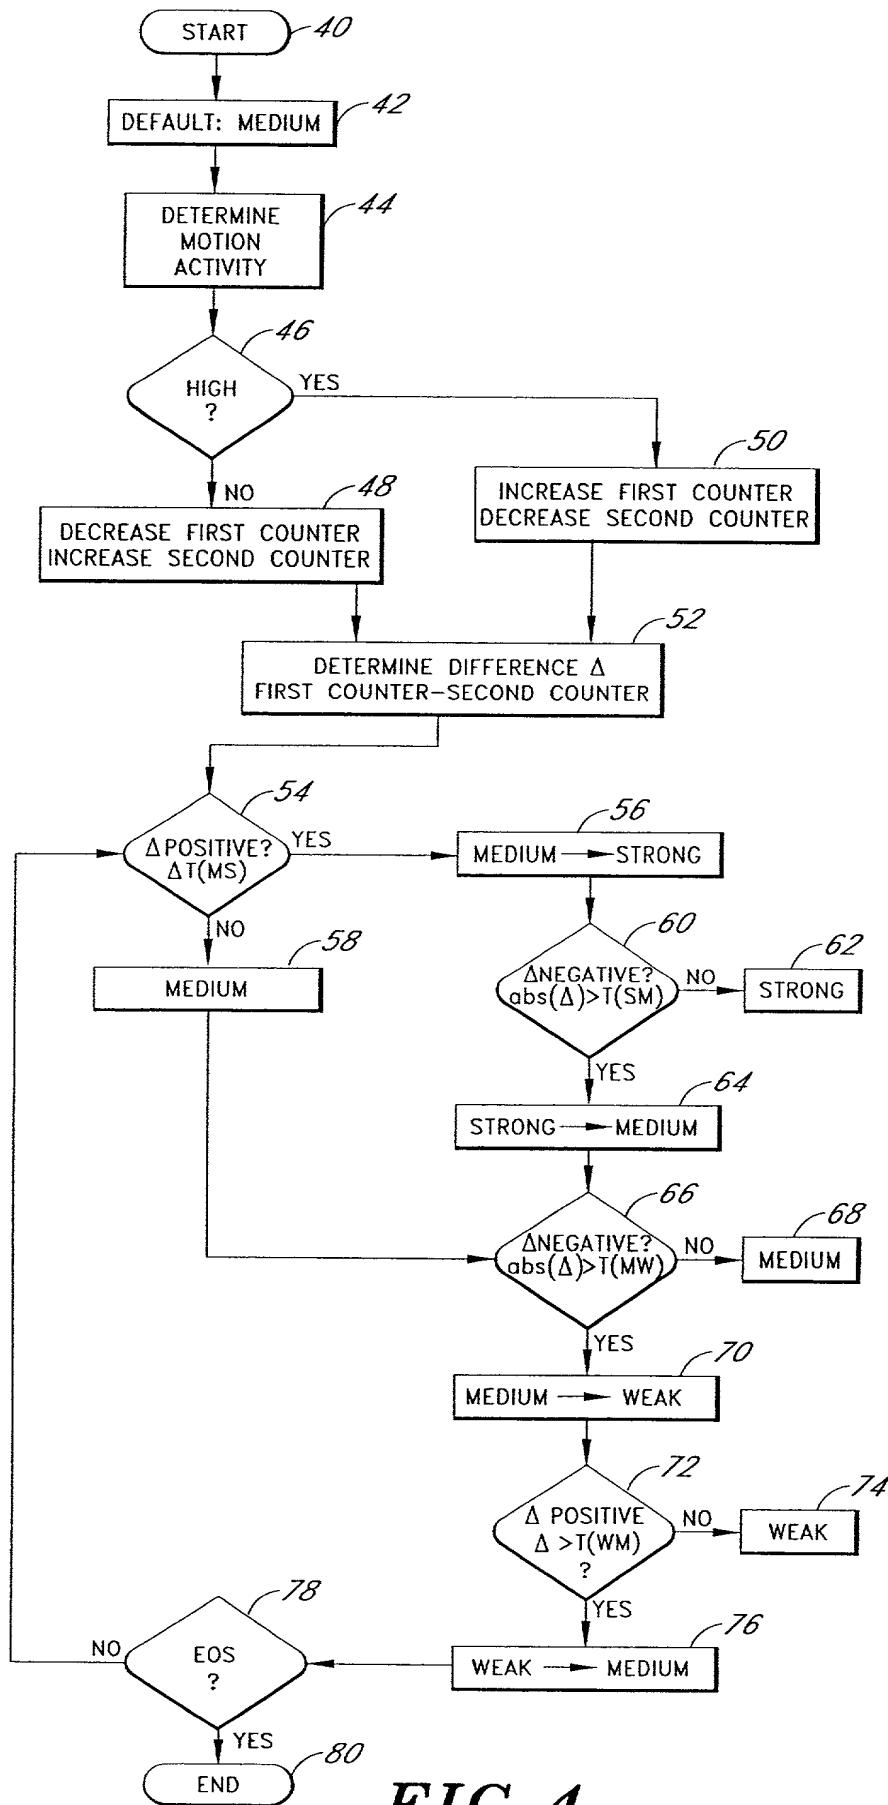 START
40
DEFAULT: MEDIUM
42
DETERMINE
MOTION
ACTIVITY
44
HIGH
?
46
YES
NO
48
DECREASE FIRST COUNTER
INCREASE SECOND COUNTER
50
INCREASE FIRST COUNTER
DECREASE SECOND COUNTER
52
DETERMINE DIFFERENCE Δ
FIRST COUNTER–SECOND COUNTER
54
Δ POSITIVE?
Δ T(MS)
YES
NO
56
MEDIUM → STRONG
58
MEDIUM
60
ΔNEGATIVE?
abs(Δ)>T(SM)
NO
YES
62
STRONG
64
STRONG → MEDIUM
66
ΔNEGATIVE?
abs(Δ)>T(MW)
NO
YES
68
MEDIUM
70
MEDIUM → WEAK
72
Δ POSITIVE
Δ >T(WM)
?
NO
YES
74
WEAK
76
WEAK → MEDIUM
78
EOS
?
NO
YES
80
END
FIG. 4